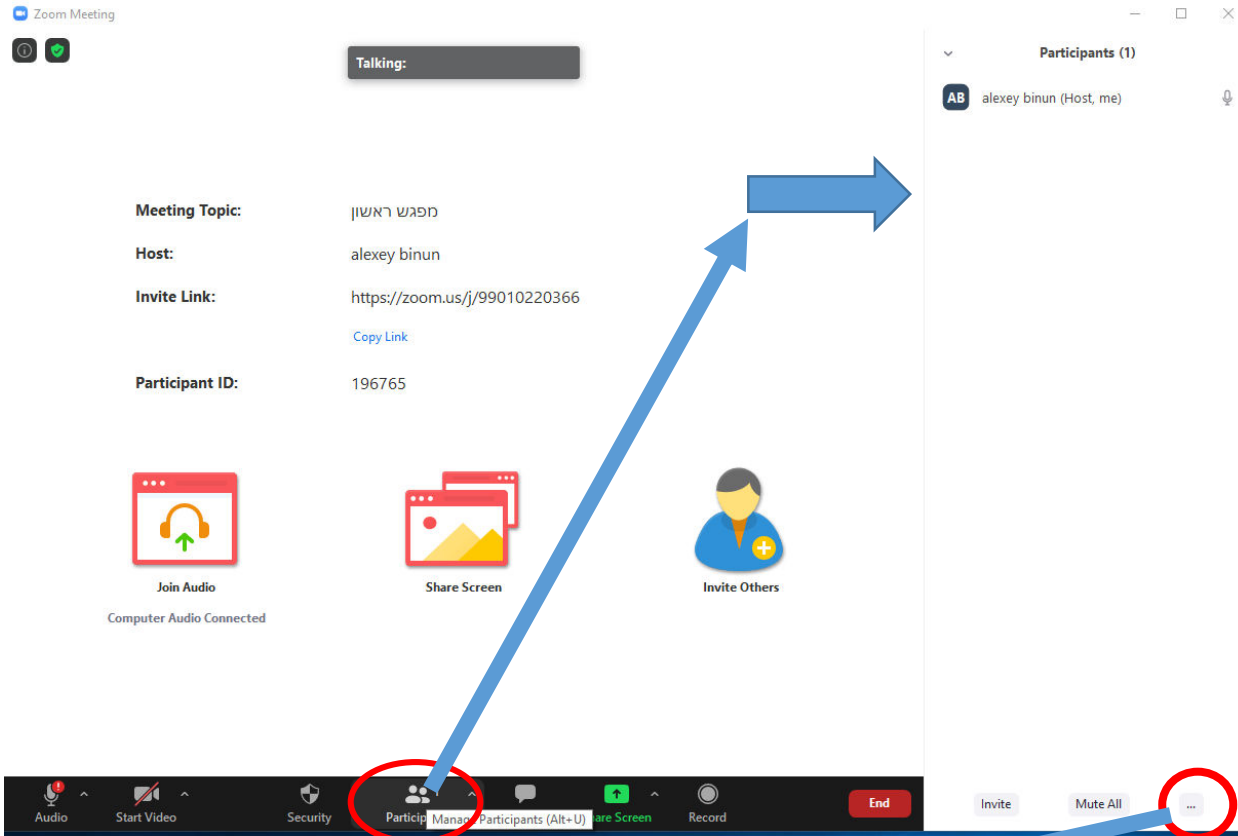 Zoom Meeting
Talking:
Meeting Topic: מפגש ראשון
Host: alexey binun
Invite Link: https://zoom.us/j/99010220366
Copy Link
Participant ID: 196765
Join Audio
Computer Audio Connected
Share Screen
Invite Others
Audio
Start Video
Security
Manage Participants (Alt+U)
Record
End
Participants (1)
AB alexey binun (Host, me)
Invite
Mute All
...